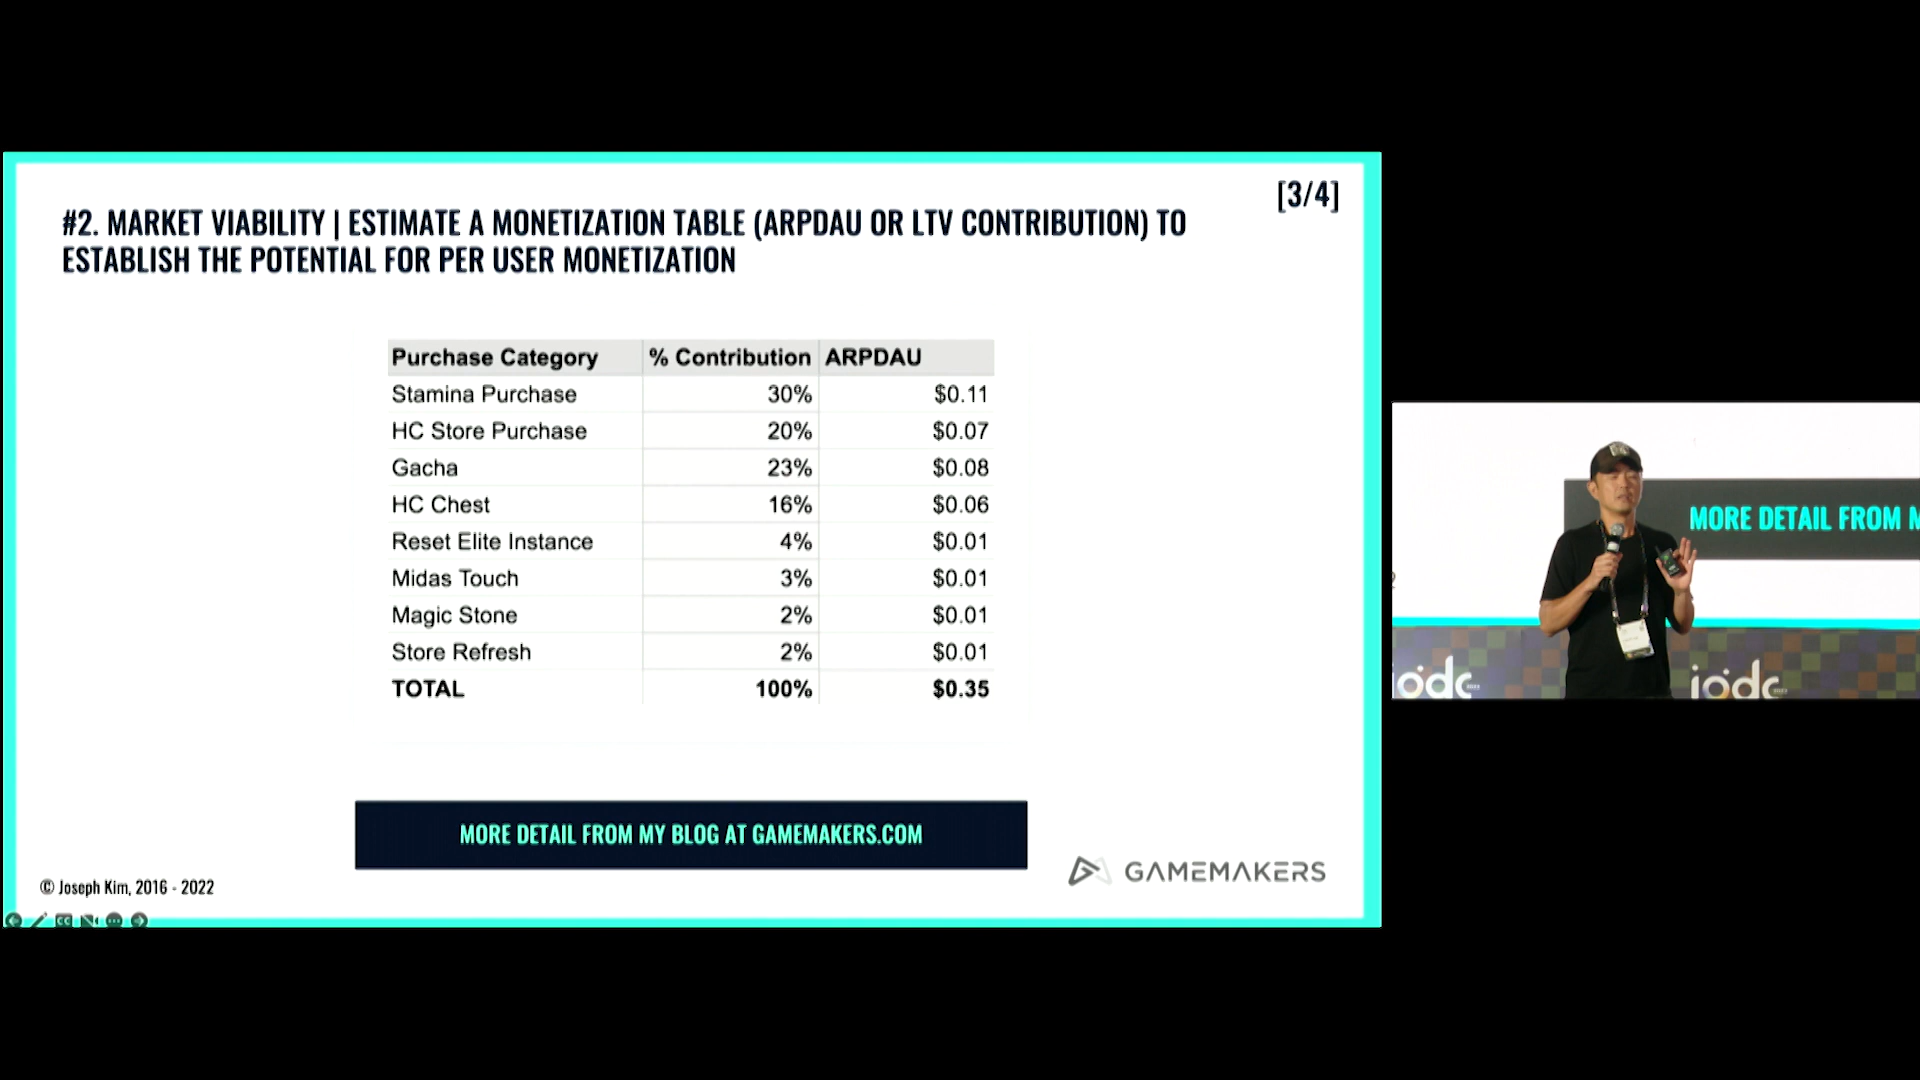 [3/4]
#2. MARKET VIABILITY | ESTIMATE A MONETIZATION TABLE (ARPDAU OR LTV CONTRIBUTION) TO
ESTABLISH THE POTENTIAL FOR PER USER MONETIZATION
Purchase Category % Contribution ARPDAU
Stamina Purchase 30% $0.11
HC Store Purchase 20% $0.07
Gacha 23% $0.08
HC Chest 16% $0.06
Reset Elite Instance 4% $0.01
Midas Touch 3% $0.01
Magic Stone 2% $0.01
Store Refresh 2% $0.01
TOTAL 100% $0.35
MORE DETAIL FROM MY BLOG AT GAMEMAKERS.COM
© Joseph Kim, 2016 - 2022
GAMEMAKERS
CC
MORE DETAIL FROM M